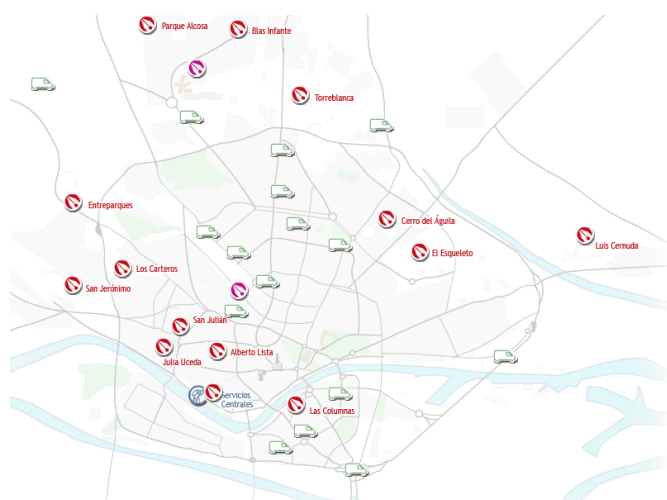 Parque Alcosa
Blas Infante
Torreblanca
Entreparques
Cerro del Águila
Luis Cernuda
El Esqueleto
Los Carteros
San Jerónimo
San Julián
Alberto Lista
Julia Uceda
Servicios
Centrales
Las Columnas